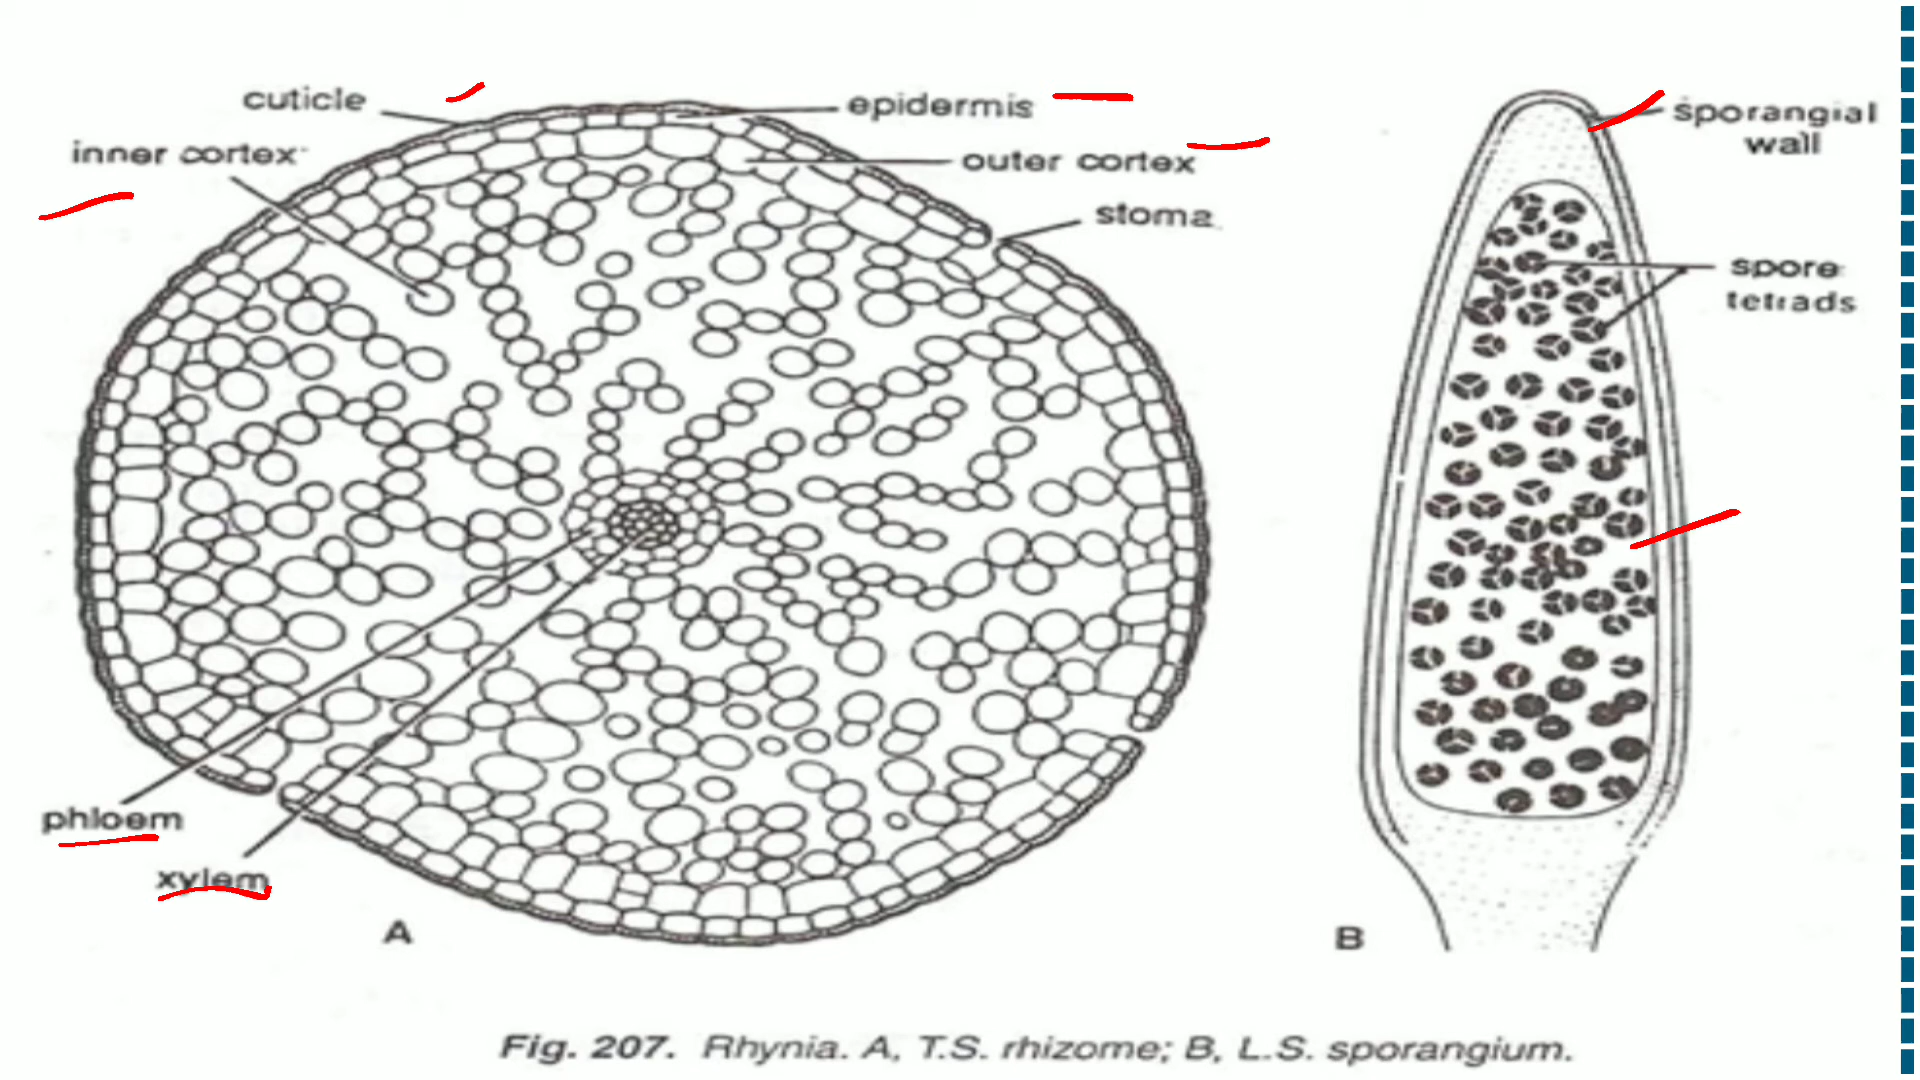 cuticle
epidermis
inner cortex
outer cortex
stoma
sporangial
wall
spore
tetrads
phloem
xylem
A
B
Fig. 207. Rhynia. A, T.S. rhizome; B, L.S. sporangium.